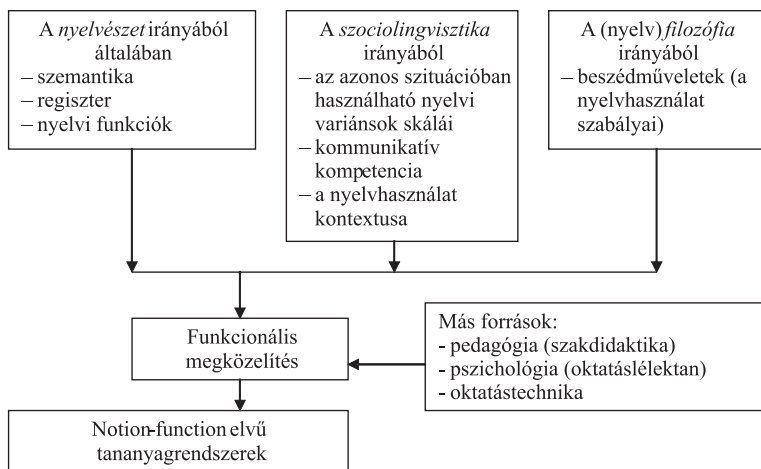 A nyelvészet irányából
általában
– szemantika
– regiszter
– nyelvi funkciók
A szociolingvisztika
irányából
– az azonos szituációban
használható nyelvi
variánsok skálái
– kommunikatív
kompetencia
– a nyelvhasználat
kontextusa
A (nyelv)filozófia
irányából
– beszédműveletek (a
nyelvhasználat
szabályai)
Funkcionális
megközelítés
Más források:
- pedagógia (szakdidaktika)
- pszichológia (oktatáslélektan)
- oktatástechnika
Notion-function elvű
tananyagrendszerek